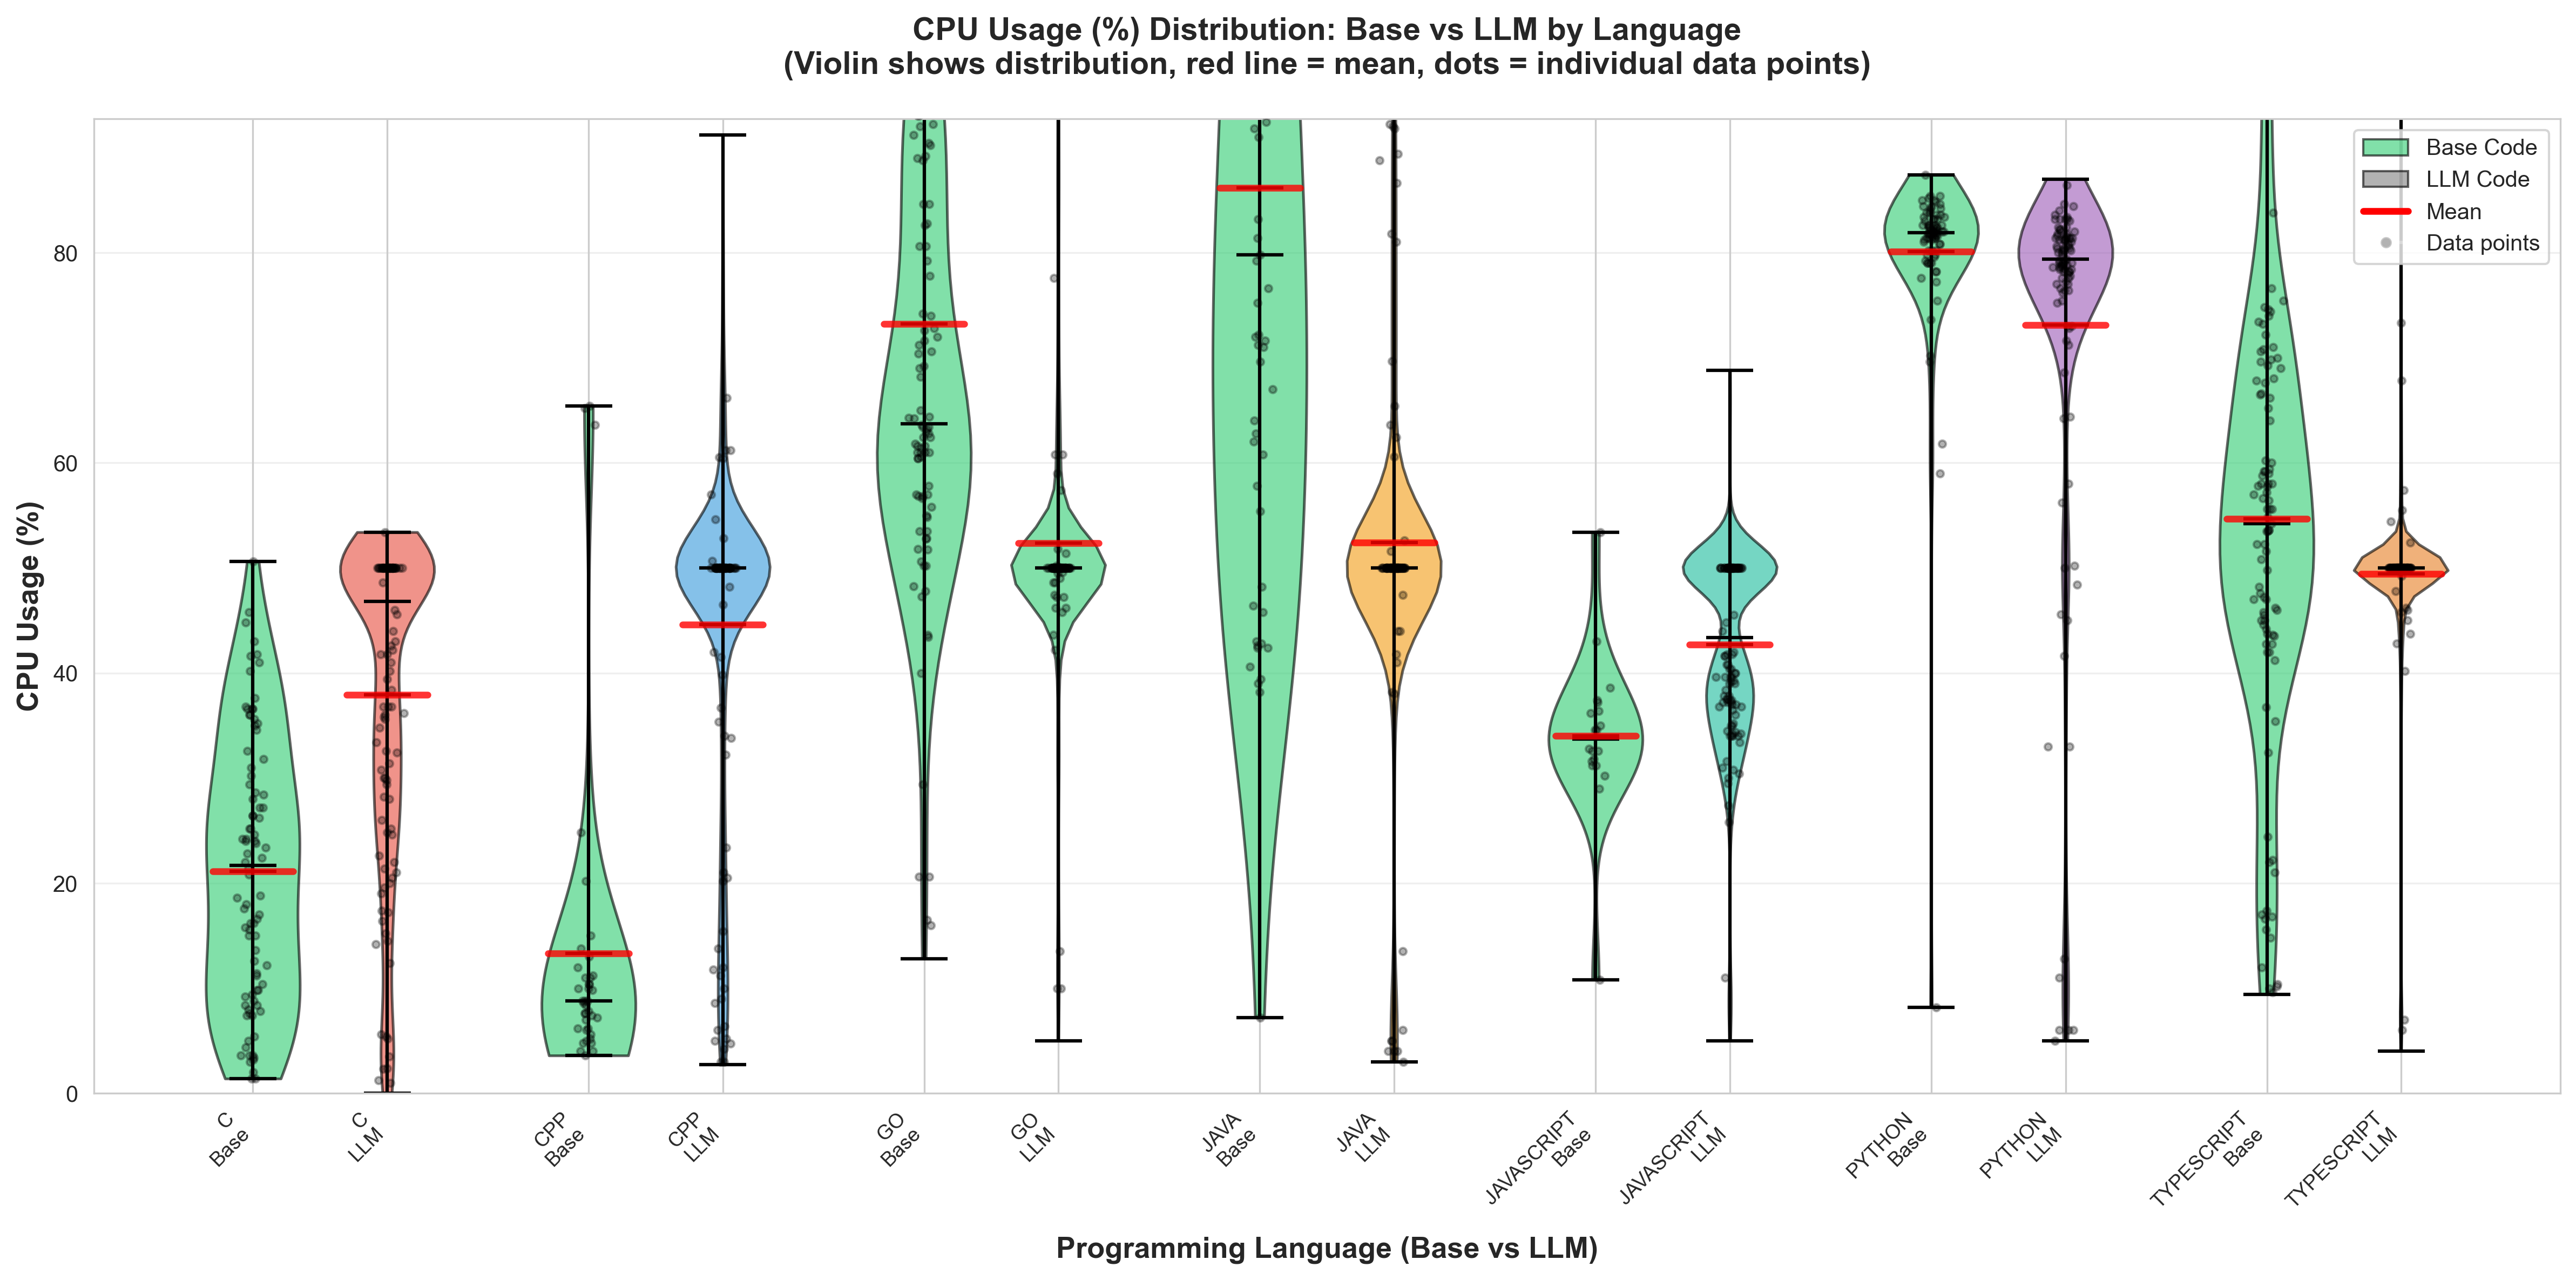 CPU Usage (%) Distribution: Base vs LLM by Language
(Violin shows distribution, red line = mean, dots = individual data points)
Base Code
LLM Code
Mean
Data points
CPU Usage (%)
80
60
40
20
0
C
Base
C
LLM
CPP
Base
CPP
LLM
GO
Base
GO
LLM
JAVA
Base
JAVA
LLM
JAVASCRIPT
Base
JAVASCRIPT
LLM
PYTHON
Base
PYTHON
LLM
TYPESCRIPT
Base
TYPESCRIPT
LLM
Programming Language (Base vs LLM)